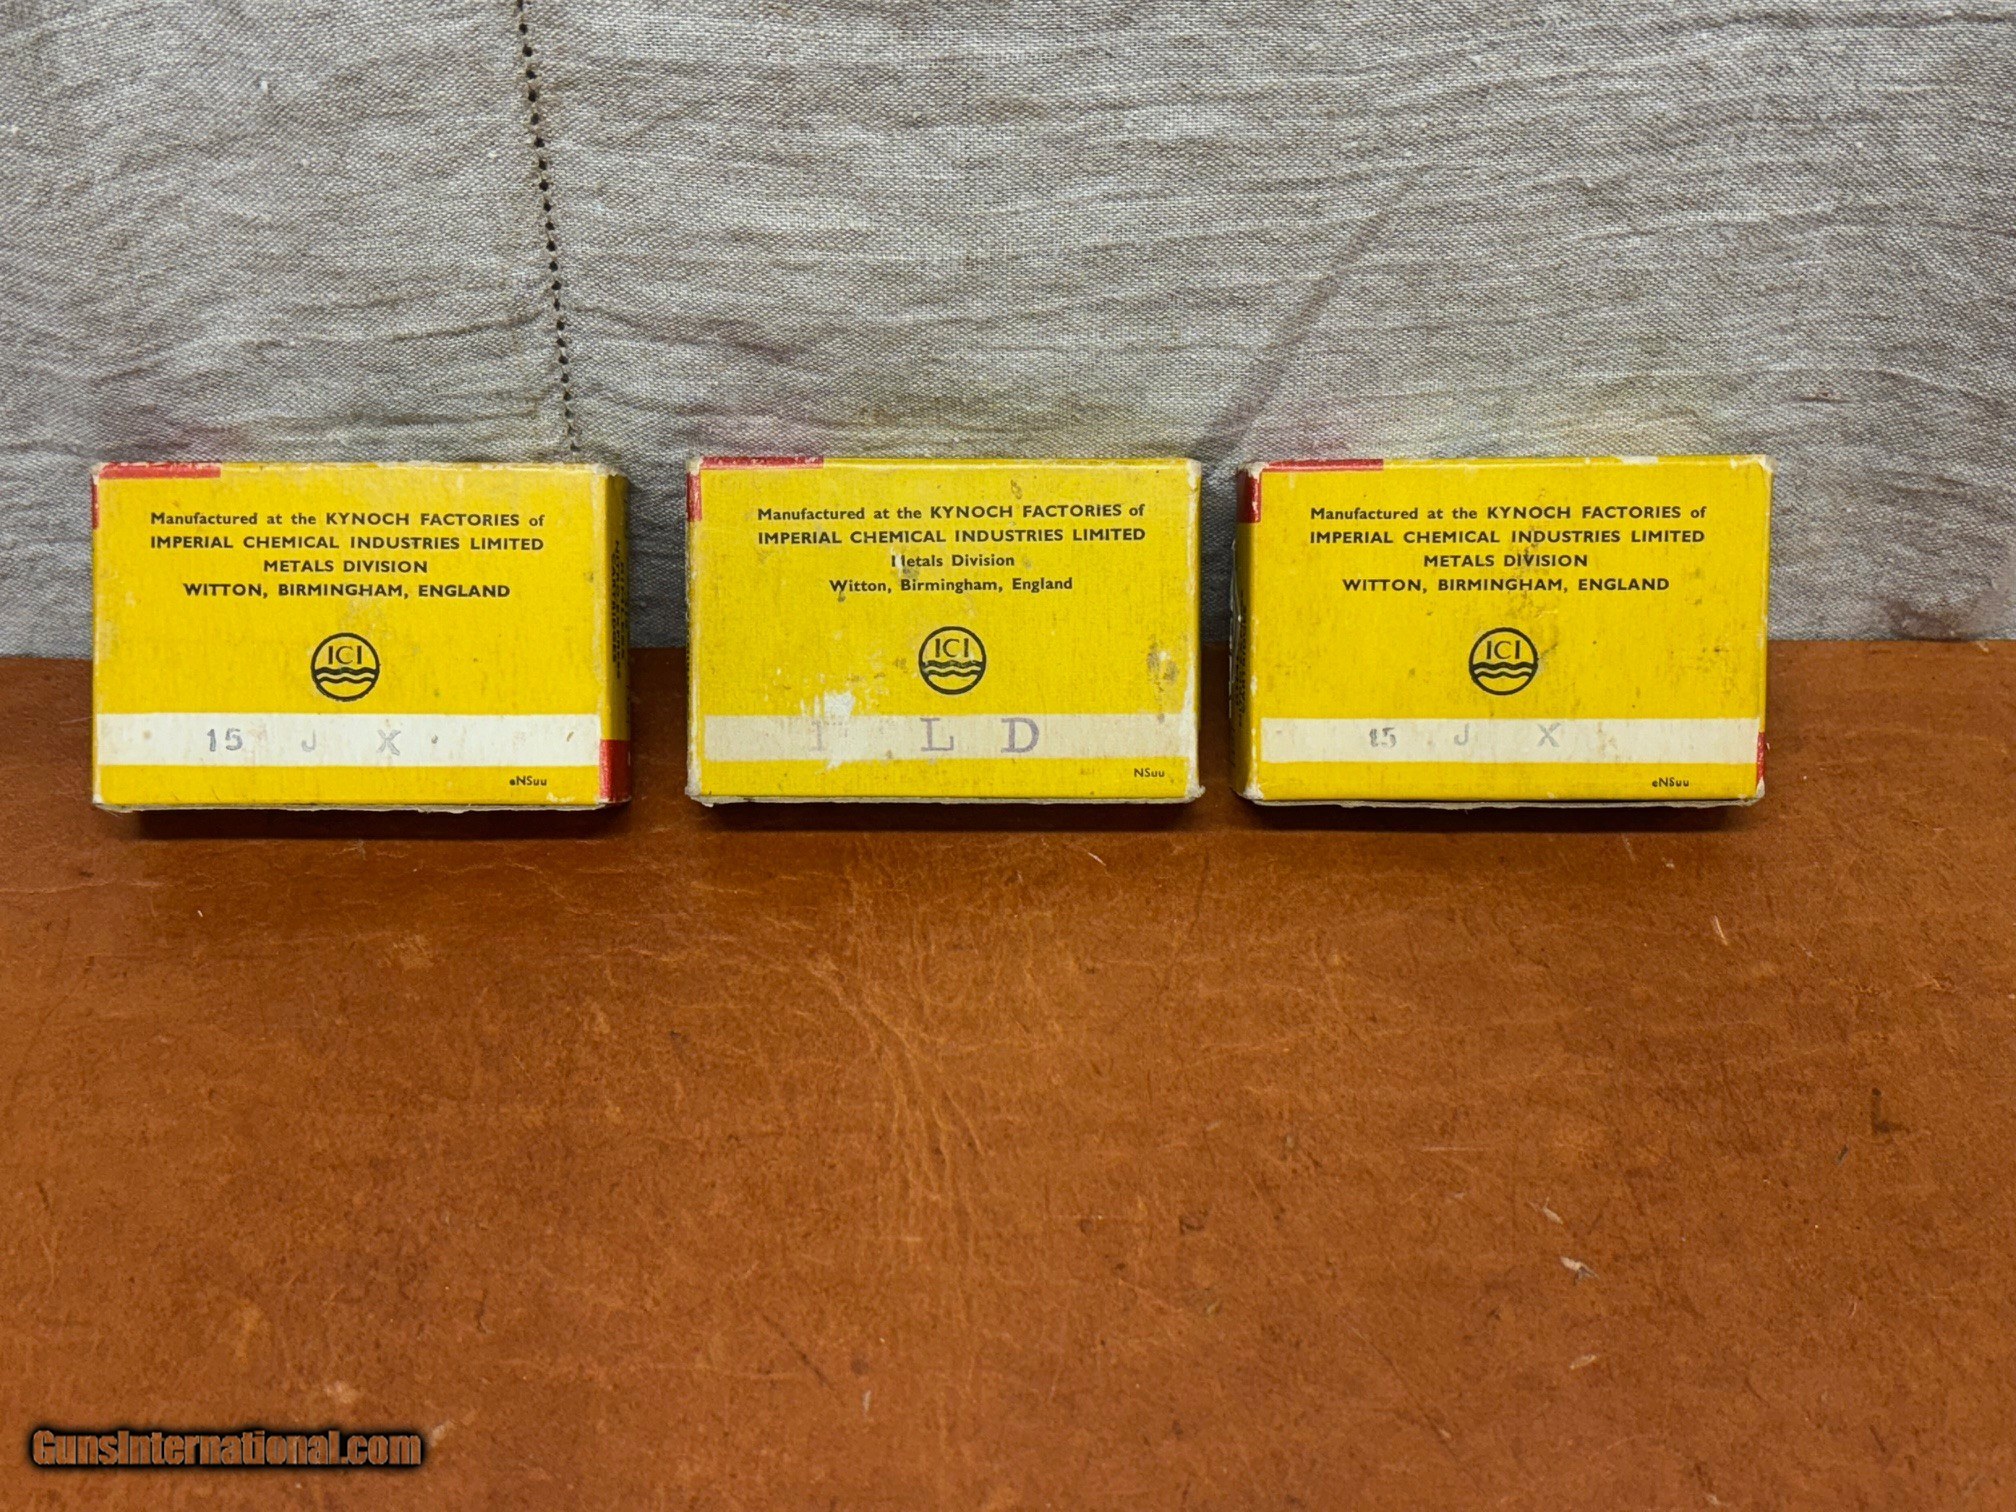 Manufactured at the KYNOCH FACTORIES of
IMPERIAL CHEMICAL INDUSTRIES LIMITED
METALS DIVISION
WITTON, BIRMINGHAM, ENGLAND
ICI
15 J X
eNSuu
Manufactured at the KYNOCH FACTORIES of
IMPERIAL CHEMICAL INDUSTRIES LIMITED
Metals Division
Witton, Birmingham, England
ICI
1 L D
NSuu
Manufactured at the KYNOCH FACTORIES of
IMPERIAL CHEMICAL INDUSTRIES LIMITED
METALS DIVISION
WITTON, BIRMINGHAM, ENGLAND
ICI
15 J X
eNSuu
GunsInternational.com